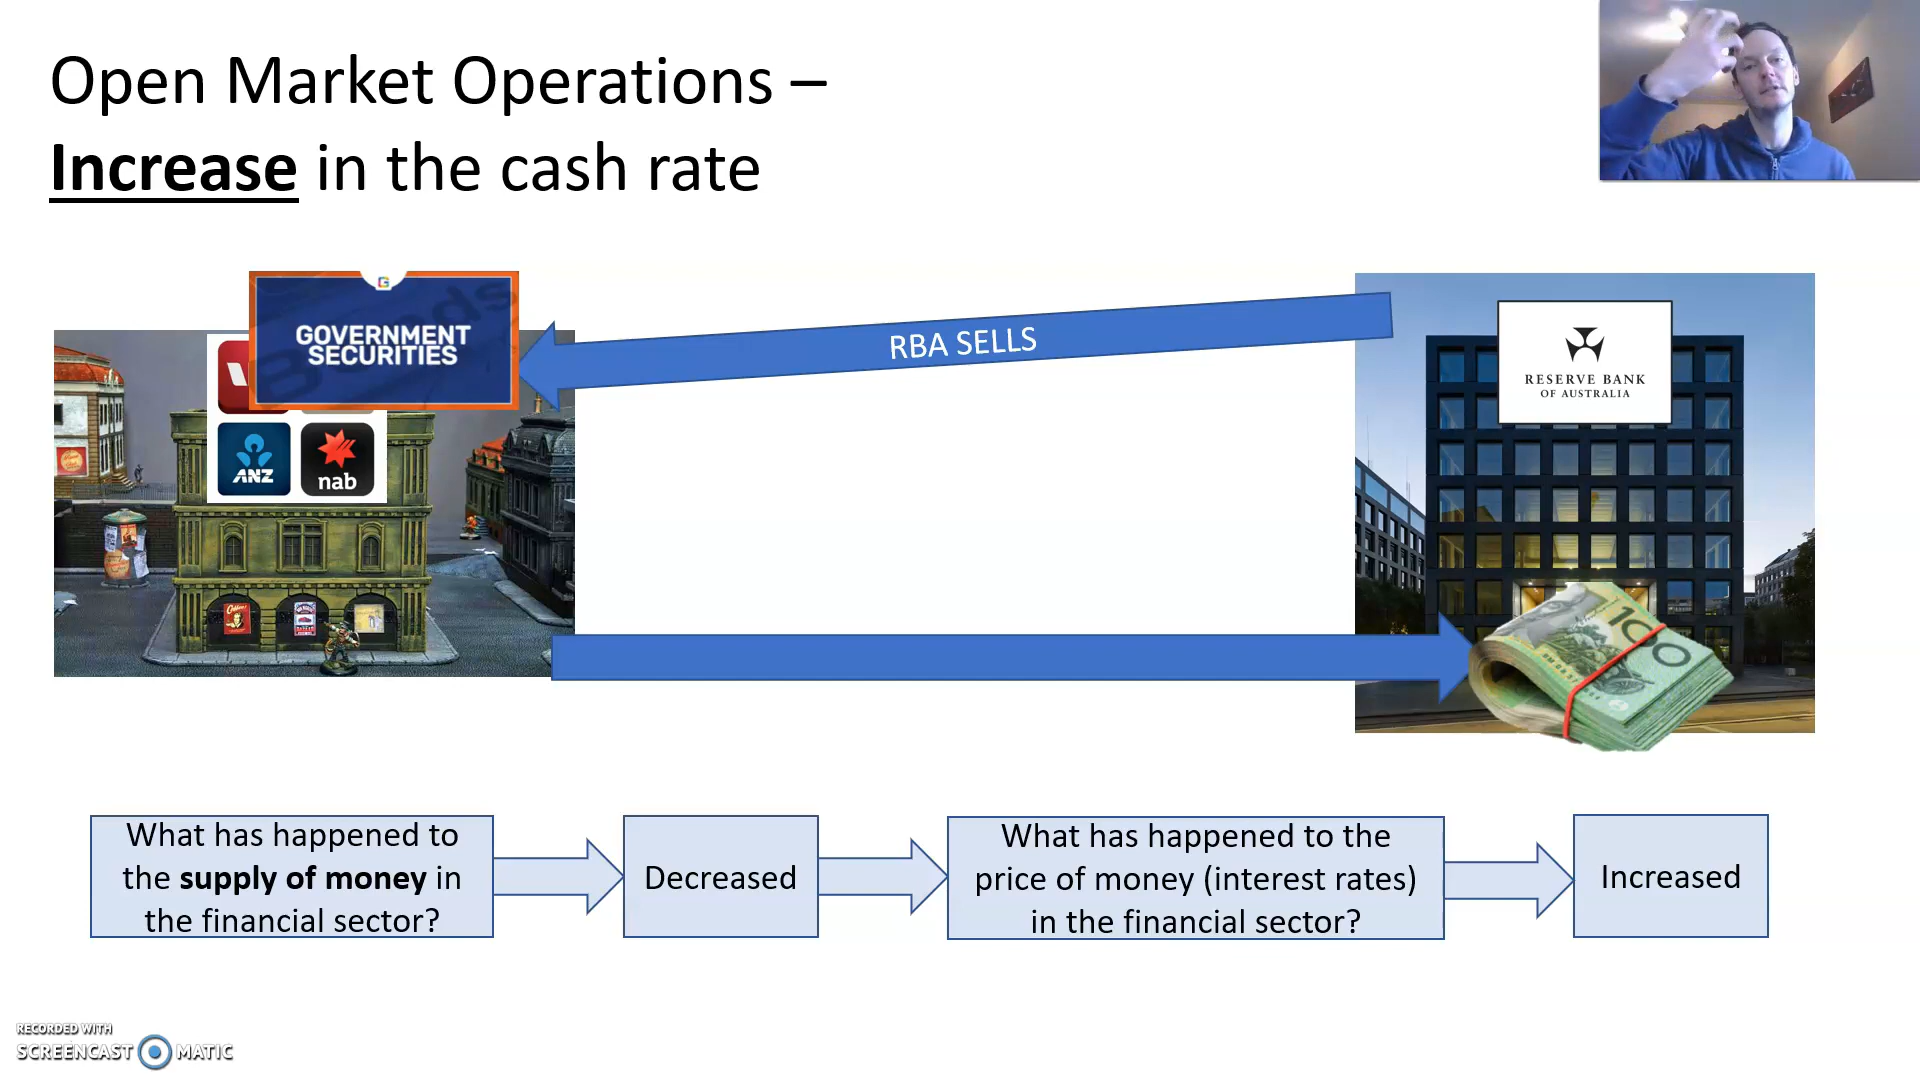 Open Market Operations –
Increase in the cash rate
GOVERNMENT
SECURITIES
Bonds
RBA SELLS
RESERVE BANK
OF AUSTRALIA
ANZ
nab
100
What has happened to
the supply of money in
the financial sector?
Decreased
What has happened to the
price of money (interest rates)
in the financial sector?
Increased
RECORDED WITH
SCREENCAST MATIC